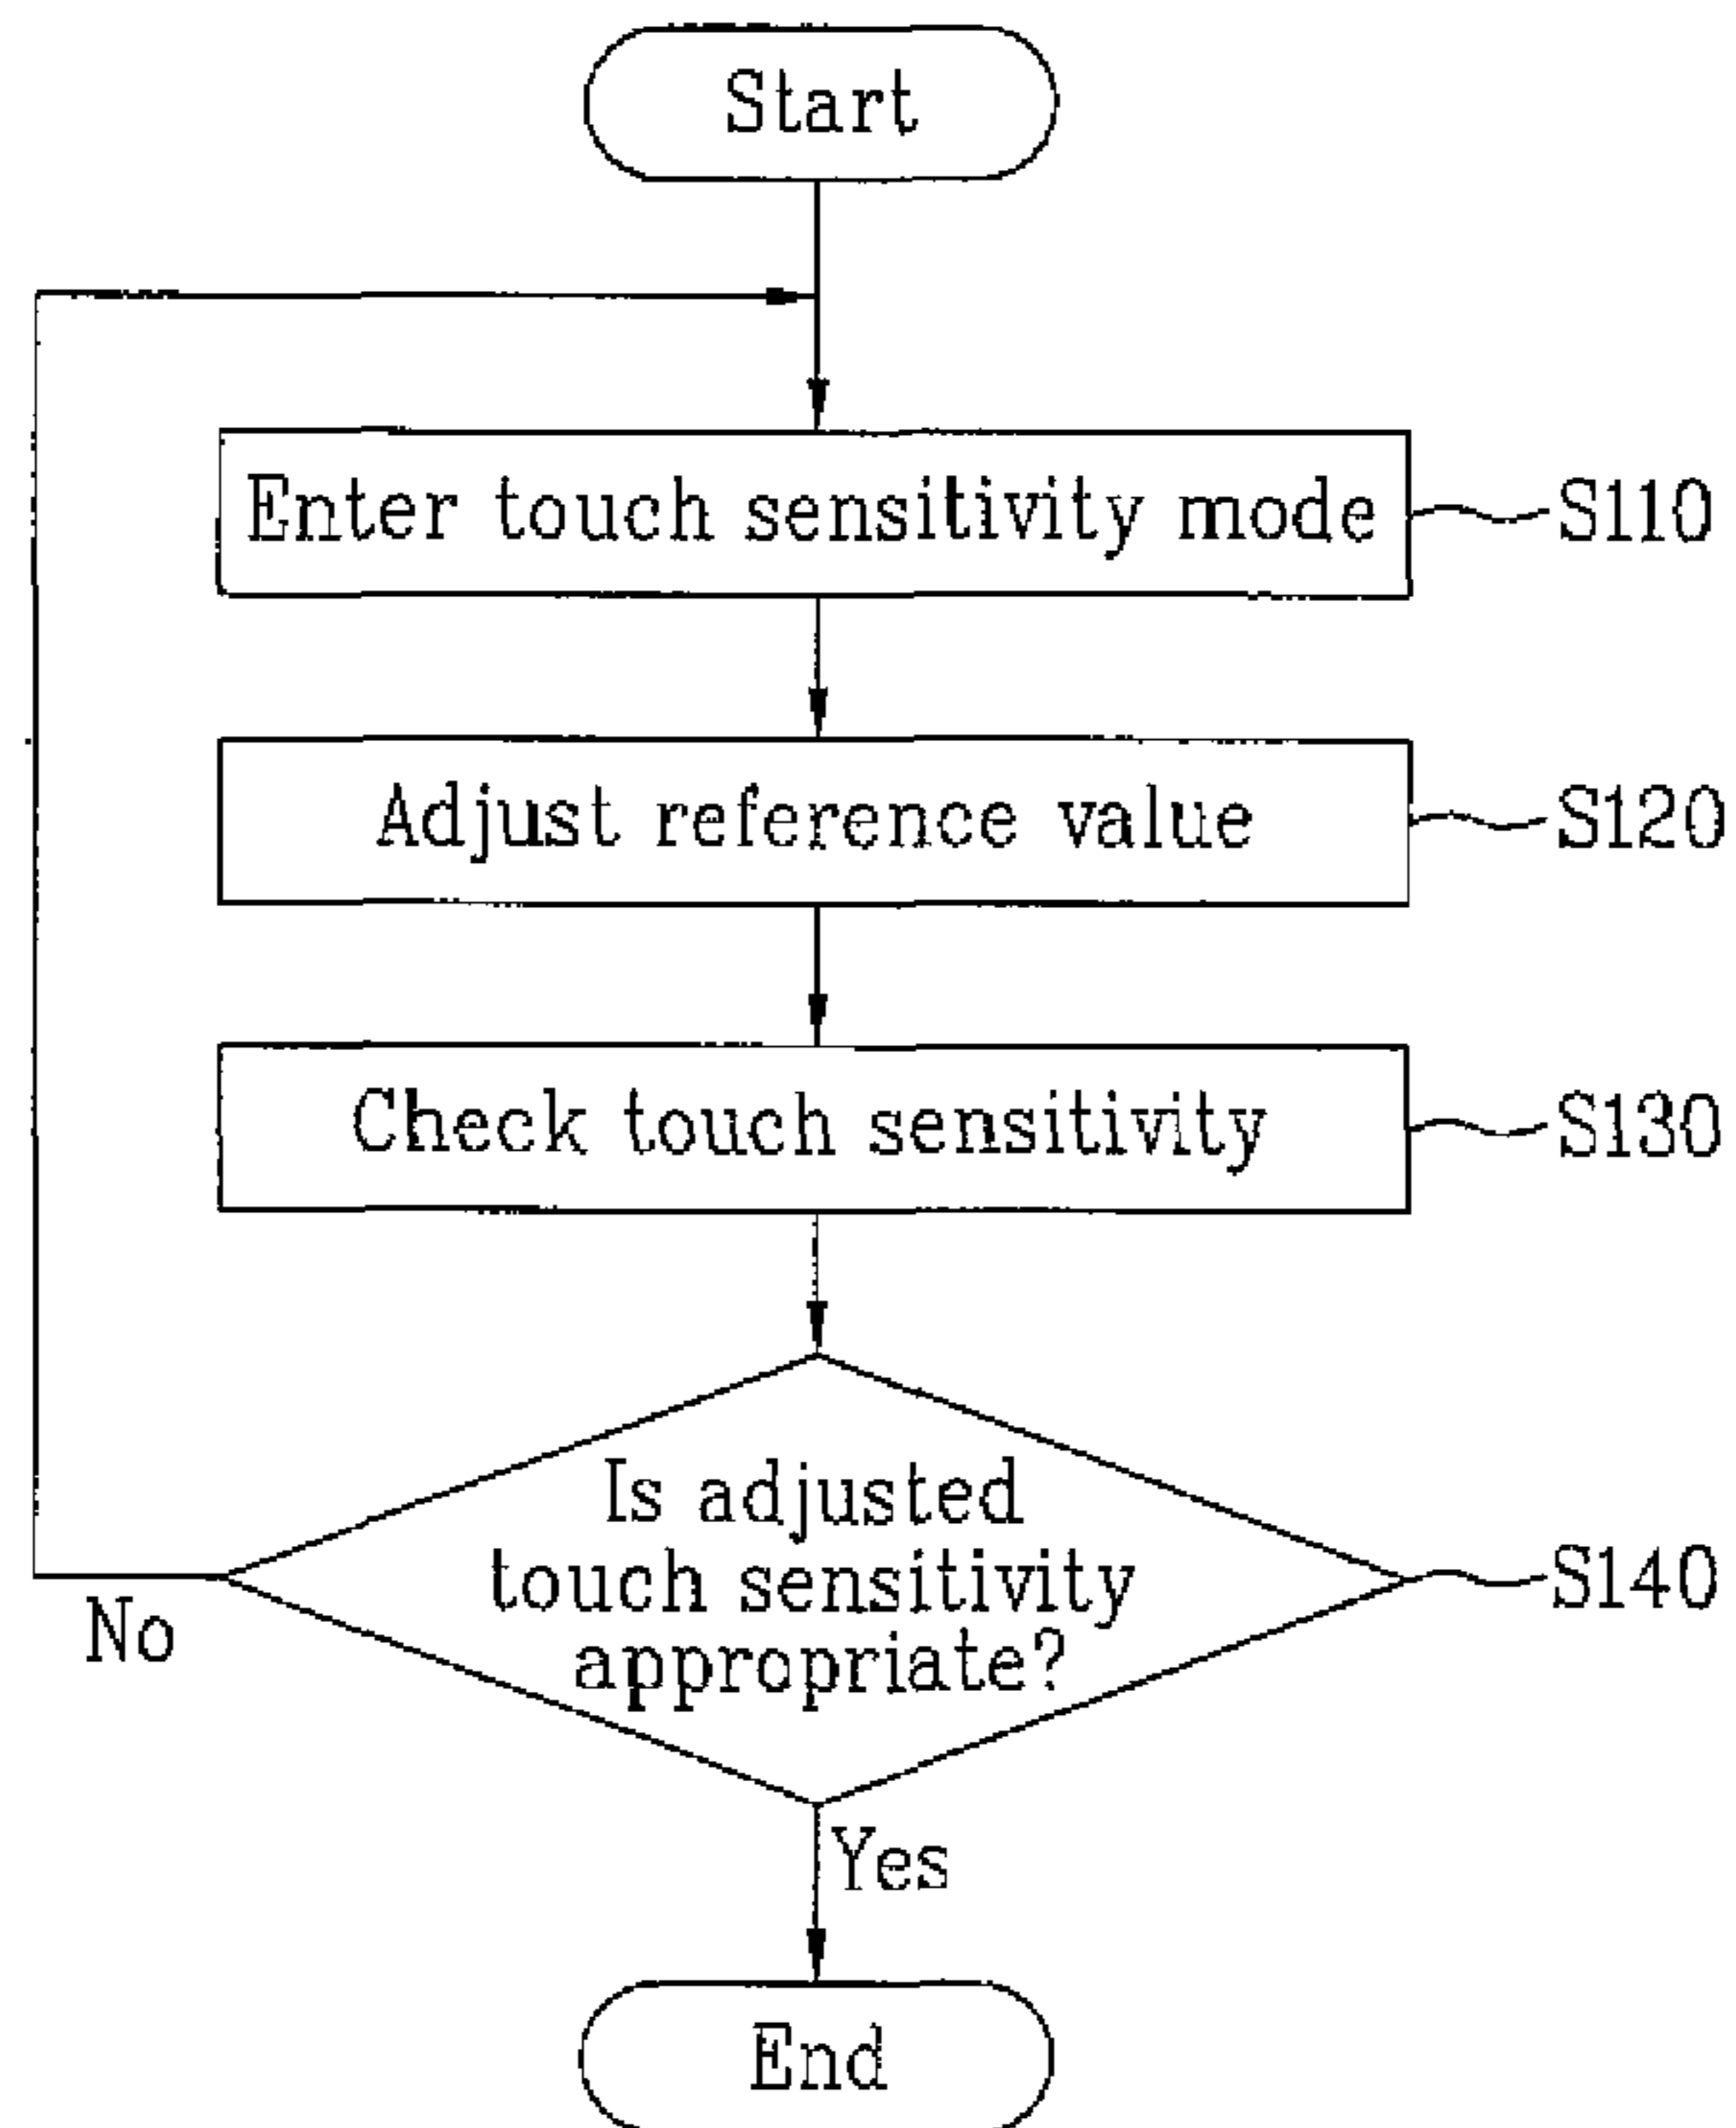 Start
Enter touch sensitivity mode S110
Adjust reference value S120
Check touch sensitivity S130
Is adjusted
touch sensitivity S140
appropriate?
No
Yes
End